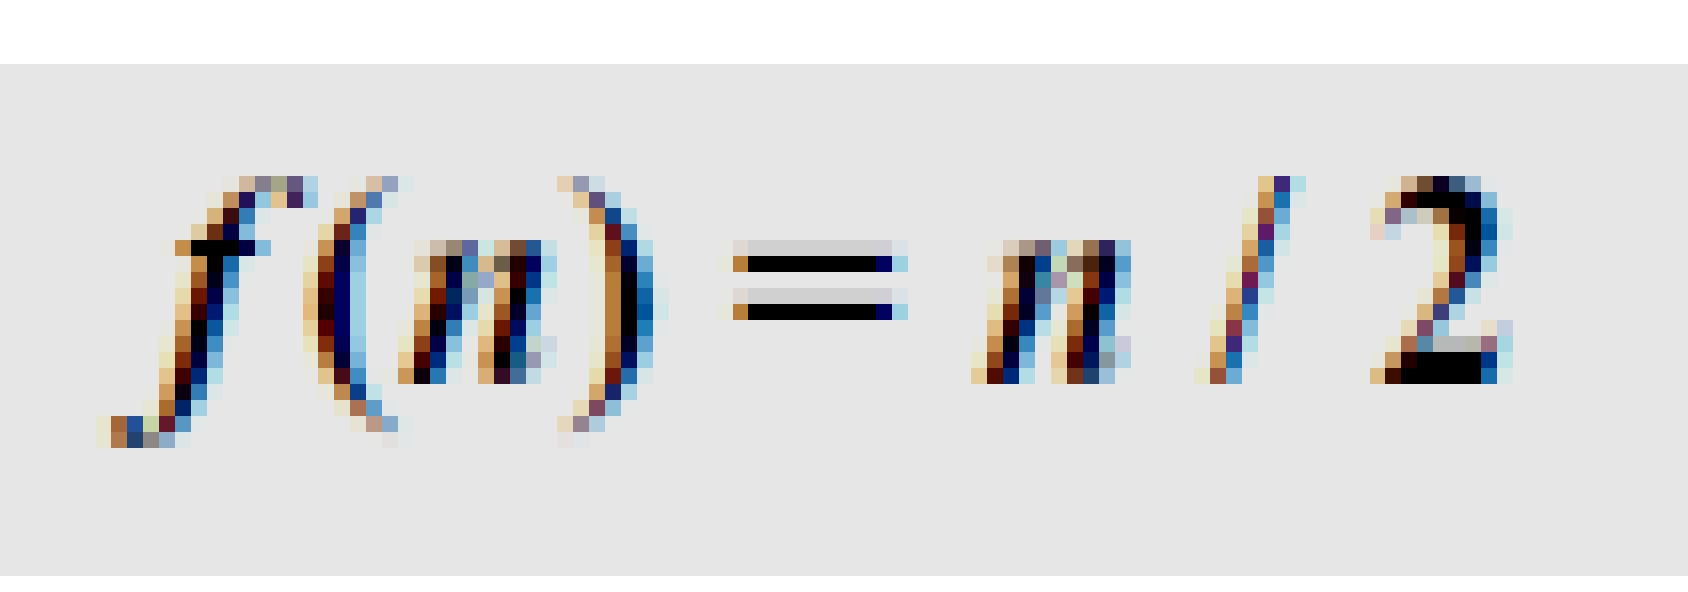 f(n) = n / 2